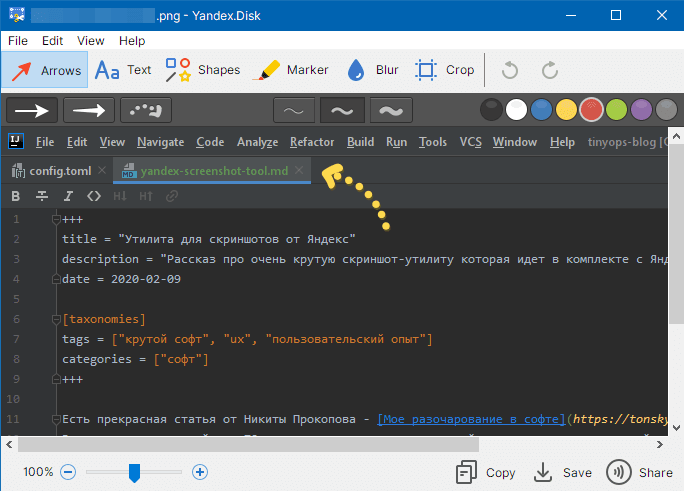 .png - Yandex.Disk
File Edit View Help
Arrows Text Shapes Marker Blur Crop
File Edit View Navigate Code Analyze Refactor Build Run Tools VCS Window Help tinyops-blog
config.toml yandex-screenshot-tool.md
1 +++
2 title = "Утилита для скриншотов от Яндекс"
3 description = "Рассказ про очень крутую скриншот-утилиту которая идет в комплекте с
4 date = 2020-02-09
5
6 [taxonomies]
7 tags = ["крутой софт", "ux", "пользовательский опыт"]
8 categories = ["софт"]
9 +++
10
11 Есть прекрасная статья от Никиты Прокопова - [Мое разочарование в софте](https://tonsky
100% Copy Save Share